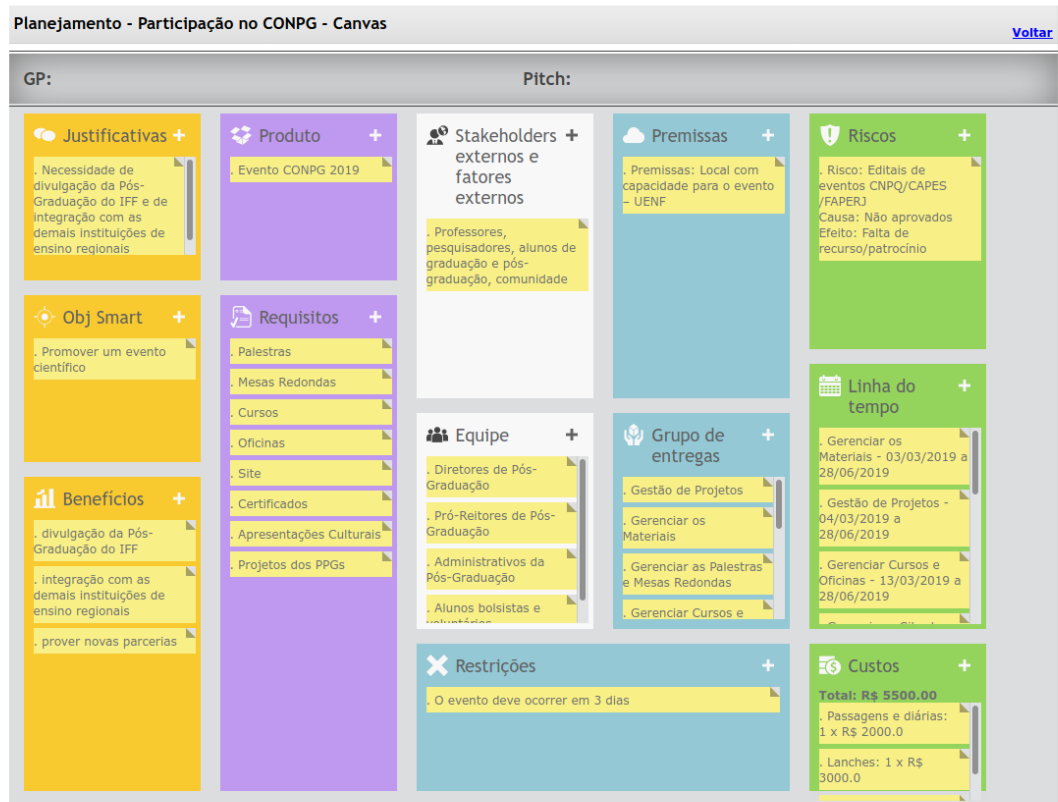 Planejamento - Participação no CONPG - Canvas
Voltar
GP:
Pitch:
Justificativas +
. Necessidade de
divulgação da Pós-
Graduação do IFF e de
integração com as
demais instituições de
ensino regionais
Obj Smart +
. Promover um evento
científico
Benefícios +
. divulgação da Pós-
Graduação do IFF
. integração com as
demais instituições de
ensino regionais
. prover novas parcerias
Produto +
. Evento CONPG 2019
Requisitos +
. Palestras
. Mesas Redondas
. Cursos
. Oficinas
. Site
. Certificados
. Apresentações Culturais
. Projetos dos PPGs
Stakeholders +
externos e
fatores
externos
. Professores,
pesquisadores, alunos de
graduação e pós-
graduação, comunidade
Equipe +
. Diretores de Pós-
Graduação
. Pró-Reitores de Pós-
Graduação
. Administrativos da
Pós-Graduação
. Alunos bolsistas e
voluntários
Premissas +
. Premissas: Local com
capacidade para o evento
– UENF
Grupo de +
entregas
. Gestão de Projetos
. Gerenciar os
Materiais
. Gerenciar as Palestras
e Mesas Redondas
. Gerenciar Cursos e
Restrições +
. O evento deve ocorrer em 3 dias
Riscos +
. Risco: Editais de
eventos CNPQ/CAPES
/FAPERJ
Causa: Não aprovados
Efeito: Falta de
recurso/patrocínio
Linha do +
tempo
. Gerenciar os
Materiais - 03/03/2019 a
28/06/2019
. Gestão de Projetos -
04/03/2019 a
28/06/2019
. Gerenciar Cursos e
Oficinas - 13/03/2019 a
28/06/2019
Custos +
Total: R$ 5500.00
. Passagens e diárias:
1 x R$ 2000.0
. Lanches: 1 x R$
3000.0